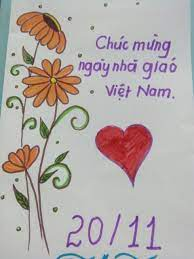 Chúc mừng
ngày nhà giáo
Việt Nam.
20/11